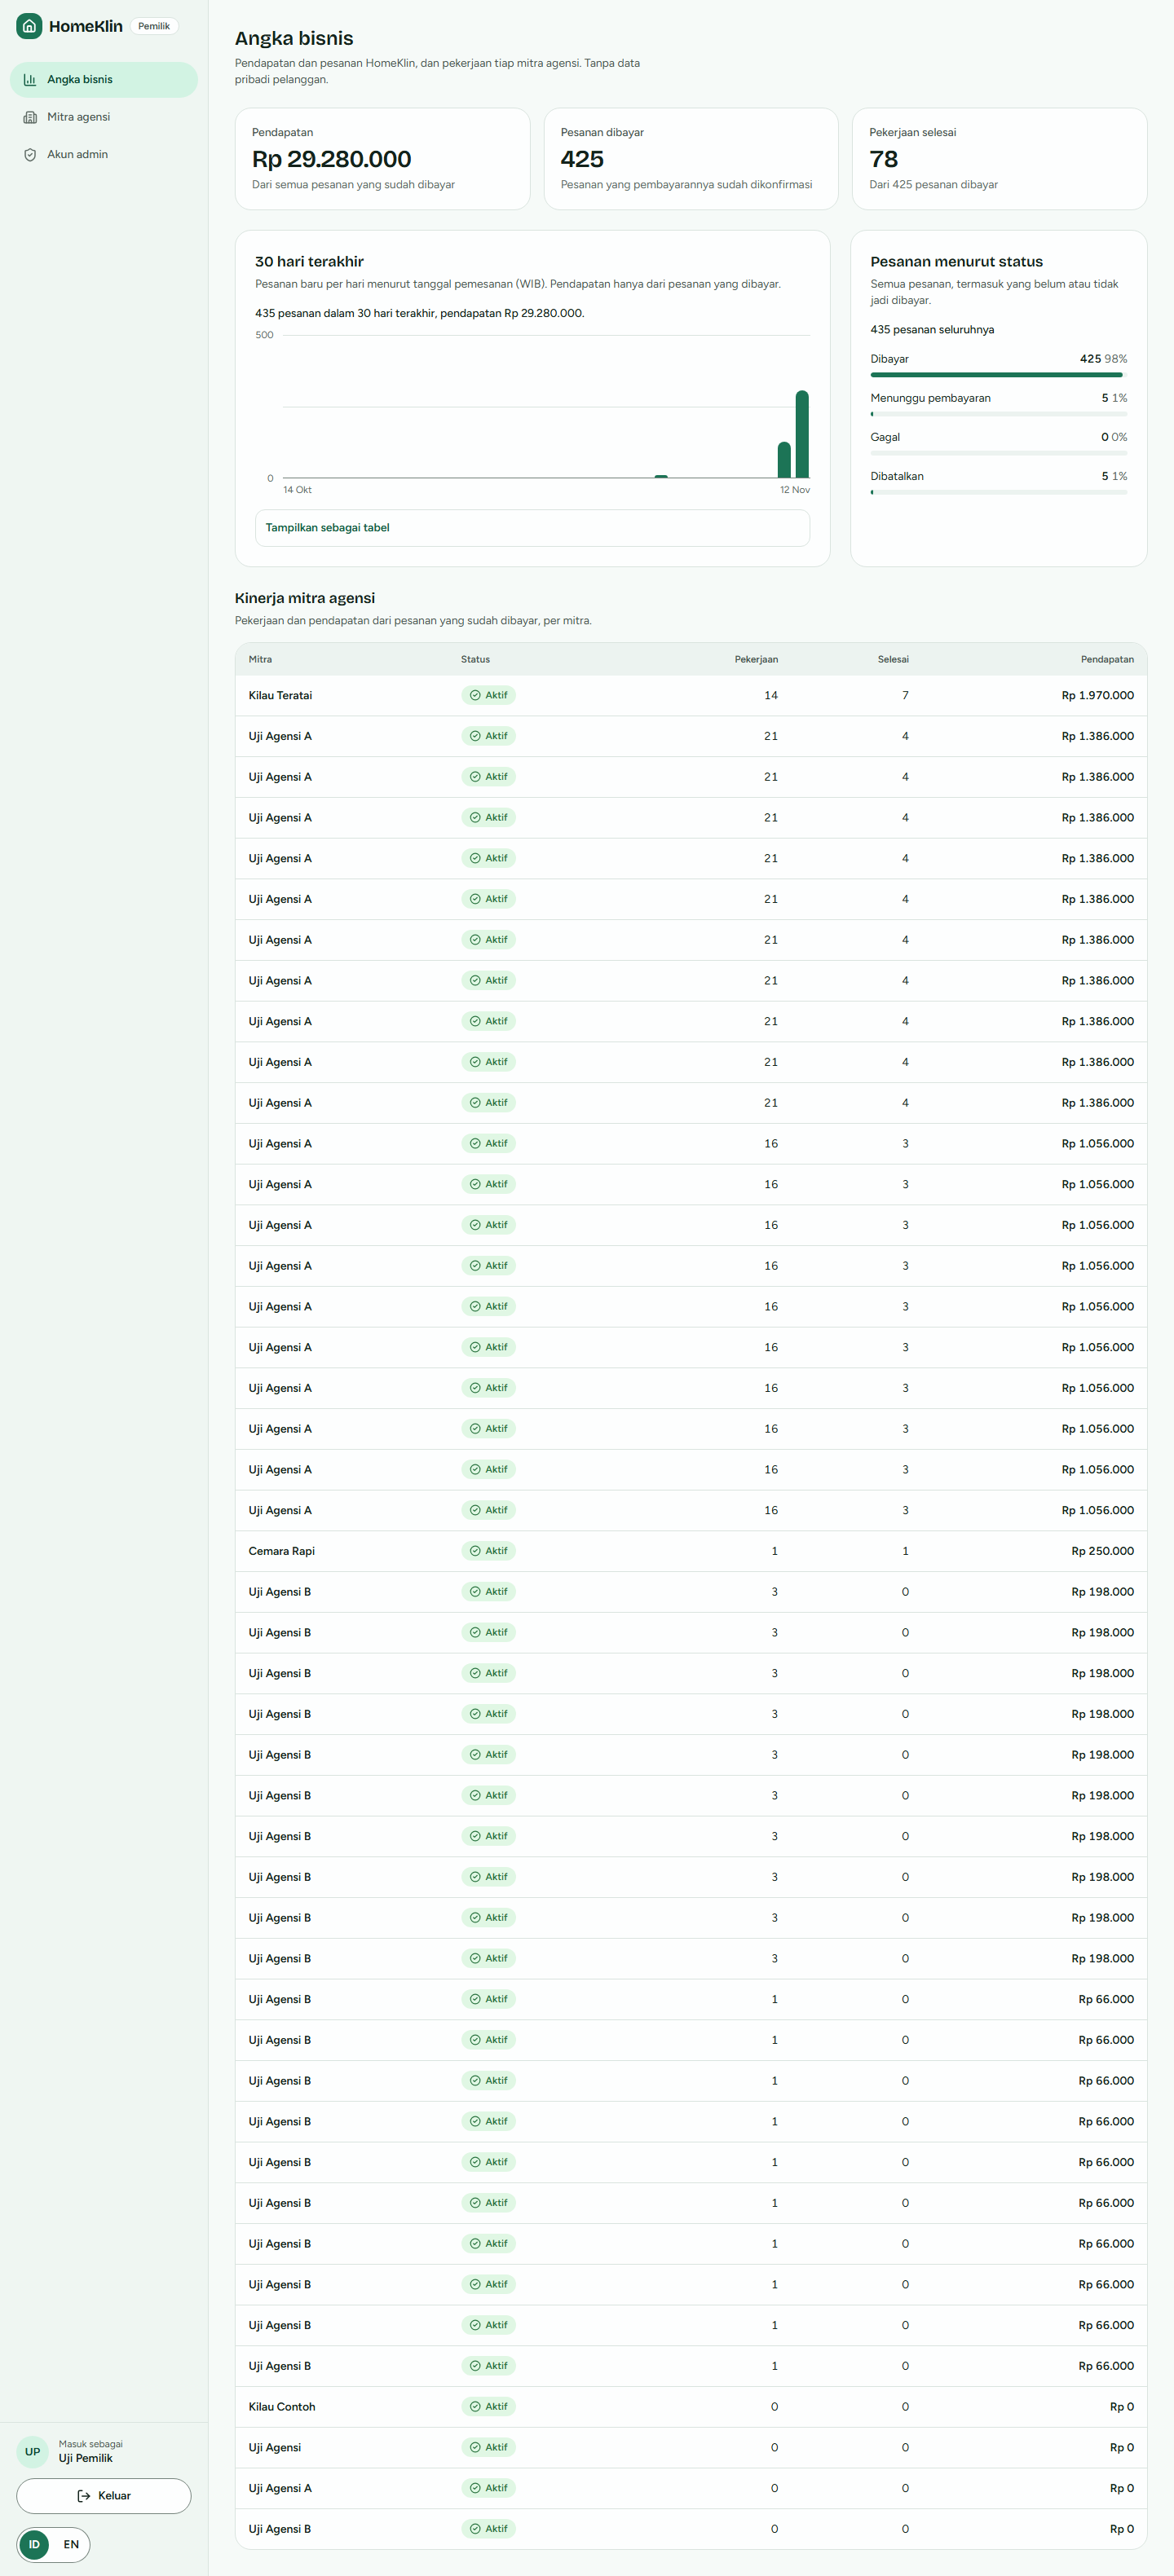 HomeKlin Pemilik
Angka bisnis
Mitra agensi
Akun admin
Angka bisnis
Pendapatan dan pesanan HomeKlin, dan pekerjaan tiap mitra agensi. Tanpa data
pribadi pelanggan.
Pendapatan
Rp 29.280.000
Dari semua pesanan yang sudah dibayar
Pesanan dibayar
425
Pesanan yang pembayarannya sudah dikonfirmasi
Pekerjaan selesai
78
Dari 425 pesanan dibayar
30 hari terakhir
Pesanan baru per hari menurut tanggal pemesanan (WIB). Pendapatan hanya dari pesanan yang dibayar.
435 pesanan dalam 30 hari terakhir, pendapatan Rp 29.280.000.
500
0
14 Okt 12 Nov
Tampilkan sebagai tabel
Pesanan menurut status
Semua pesanan, termasuk yang belum atau tidak
jadi dibayar.
435 pesanan seluruhnya
Dibayar 425 98%
Menunggu pembayaran 5 1%
Gagal 0 0%
Dibatalkan 5 1%
Kinerja mitra agensi
Pekerjaan dan pendapatan dari pesanan yang sudah dibayar, per mitra.
Mitra Status Pekerjaan Selesai Pendapatan
Kilau Teratai Aktif 14 7 Rp 1.970.000
Uji Agensi A Aktif 21 4 Rp 1.386.000
Uji Agensi A Aktif 21 4 Rp 1.386.000
Uji Agensi A Aktif 21 4 Rp 1.386.000
Uji Agensi A Aktif 21 4 Rp 1.386.000
Uji Agensi A Aktif 21 4 Rp 1.386.000
Uji Agensi A Aktif 21 4 Rp 1.386.000
Uji Agensi A Aktif 21 4 Rp 1.386.000
Uji Agensi A Aktif 21 4 Rp 1.386.000
Uji Agensi A Aktif 21 4 Rp 1.386.000
Uji Agensi A Aktif 21 4 Rp 1.386.000
Uji Agensi A Aktif 16 3 Rp 1.056.000
Uji Agensi A Aktif 16 3 Rp 1.056.000
Uji Agensi A Aktif 16 3 Rp 1.056.000
Uji Agensi A Aktif 16 3 Rp 1.056.000
Uji Agensi A Aktif 16 3 Rp 1.056.000
Uji Agensi A Aktif 16 3 Rp 1.056.000
Uji Agensi A Aktif 16 3 Rp 1.056.000
Uji Agensi A Aktif 16 3 Rp 1.056.000
Uji Agensi A Aktif 16 3 Rp 1.056.000
Uji Agensi A Aktif 16 3 Rp 1.056.000
Cemara Rapi Aktif 1 1 Rp 250.000
Uji Agensi B Aktif 3 0 Rp 198.000
Uji Agensi B Aktif 3 0 Rp 198.000
Uji Agensi B Aktif 3 0 Rp 198.000
Uji Agensi B Aktif 3 0 Rp 198.000
Uji Agensi B Aktif 3 0 Rp 198.000
Uji Agensi B Aktif 3 0 Rp 198.000
Uji Agensi B Aktif 3 0 Rp 198.000
Uji Agensi B Aktif 3 0 Rp 198.000
Uji Agensi B Aktif 3 0 Rp 198.000
Uji Agensi B Aktif 3 0 Rp 198.000
Uji Agensi B Aktif 1 0 Rp 66.000
Uji Agensi B Aktif 1 0 Rp 66.000
Uji Agensi B Aktif 1 0 Rp 66.000
Uji Agensi B Aktif 1 0 Rp 66.000
Uji Agensi B Aktif 1 0 Rp 66.000
Uji Agensi B Aktif 1 0 Rp 66.000
Uji Agensi B Aktif 1 0 Rp 66.000
Uji Agensi B Aktif 1 0 Rp 66.000
Uji Agensi B Aktif 1 0 Rp 66.000
Uji Agensi B Aktif 1 0 Rp 66.000
Kilau Contoh Aktif 0 0 Rp 0
Uji Agensi Aktif 0 0 Rp 0
Uji Agensi A Aktif 0 0 Rp 0
Uji Agensi B Aktif 0 0 Rp 0
UP
Masuk sebagai
Uji Pemilik
Keluar
ID EN